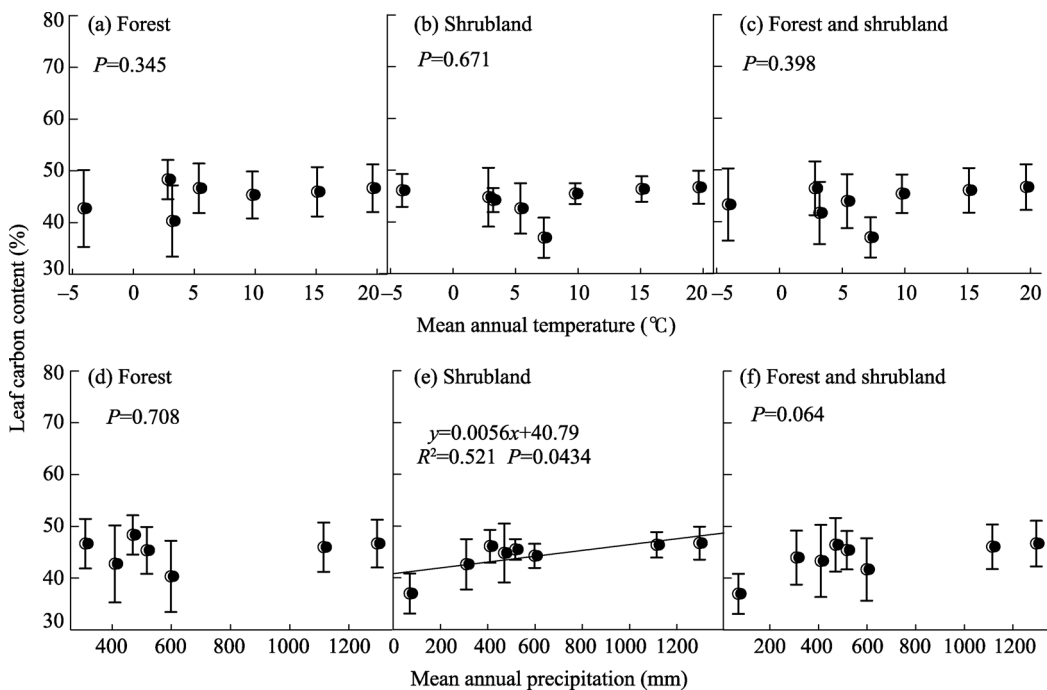 Leaf carbon content (%)
(a) Forest
P=0.345
80
70
60
50
40
30
–5 0 5 10 15 20
(b) Shrubland
P=0.671
–5 0 5 10 15 20
(c) Forest and shrubland
P=0.398
–5 0 5 10 15 20
Mean annual temperature (℃)
(d) Forest
P=0.708
80
70
60
50
40
30
400 600 800 1000 1200
(e) Shrubland
y=0.0056x+40.79
R²=0.521 P=0.0434
0 200 400 600 800 1000 1200
(f) Forest and shrubland
P=0.064
200 400 600 800 1000 1200
Mean annual precipitation (mm)